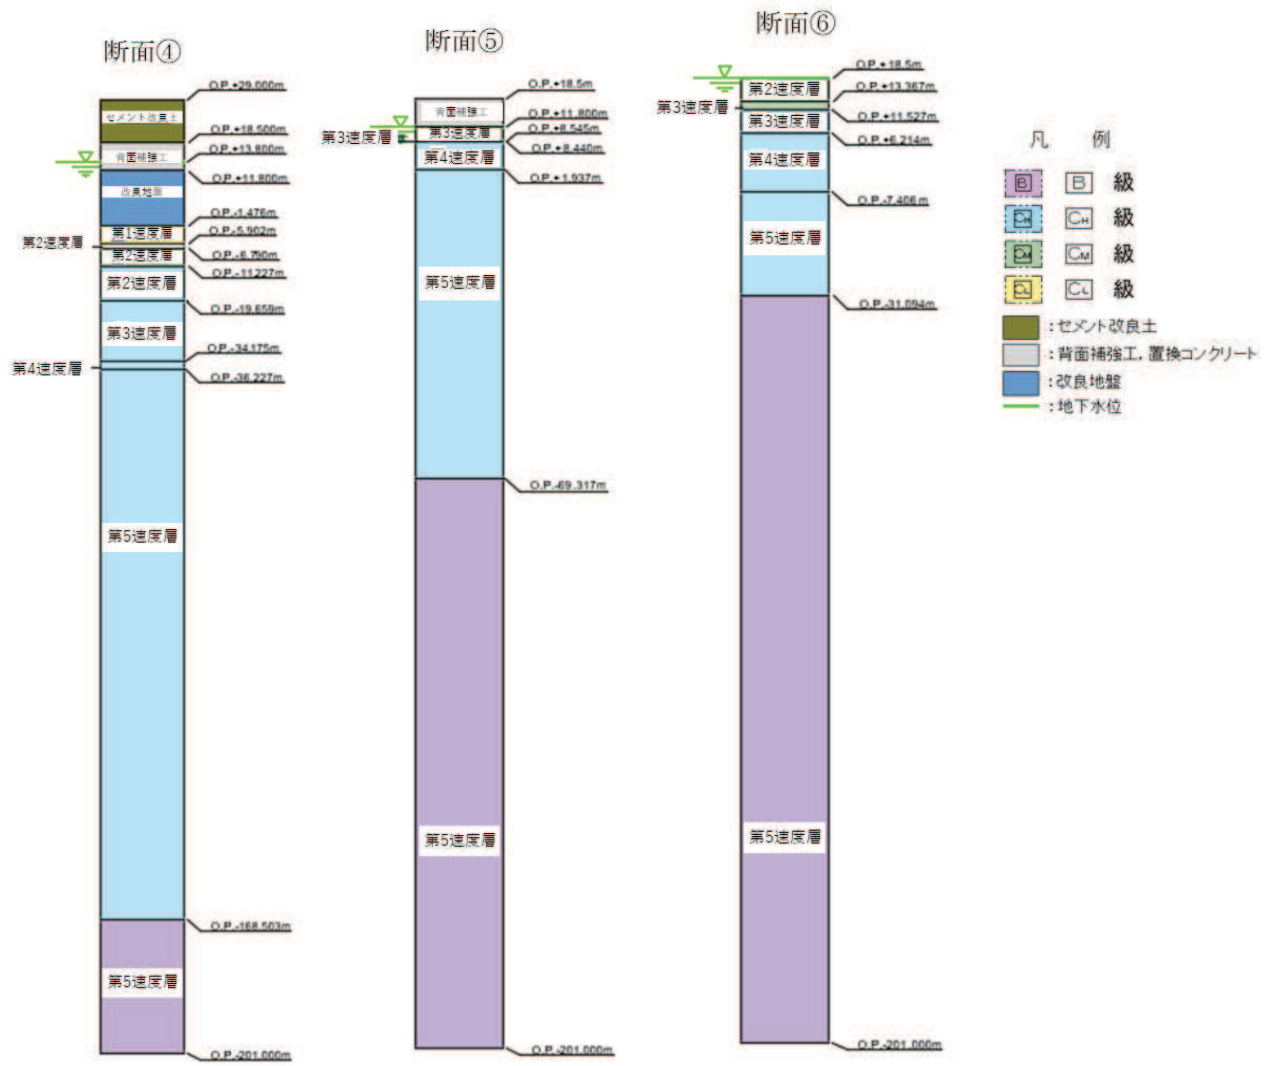 断面④
O.P.+29.000m
セメント改良土
O.P.+18.500m
O.P.+13.800m
背面補強工
O.P.+11.800m
改良地盤
O.P.-1.476m
第1速度層
O.P.-5.902m
第2速度層
O.P.-6.790m
第2速度層
O.P.-11.227m
第2速度層
O.P.-19.659m
第3速度層
O.P.-34.175m
第4速度層
O.P.-36.227m
第5速度層
O.P.-168.503m
第5速度層
O.P.-201.000m
断面⑤
O.P.+18.5m
背面補強工
O.P.+11.800m
第3速度層
O.P.+8.545m
第3速度層
O.P.+8.440m
第4速度層
O.P.+1.937m
第5速度層
O.P.-69.317m
第5速度層
O.P.-201.000m
断面⑥
O.P.+18.5m
第2速度層
O.P.+13.367m
第3速度層
O.P.+11.527m
第3速度層
O.P.+6.214m
第4速度層
O.P.-7.406m
第5速度層
O.P.-31.094m
第5速度層
O.P.-201.000m
凡 例
B B 級
CH CH 級
CM CM 級
CL CL 級
：セメント改良土
：背面補強工，置換コンクリート
：改良地盤
：地下水位